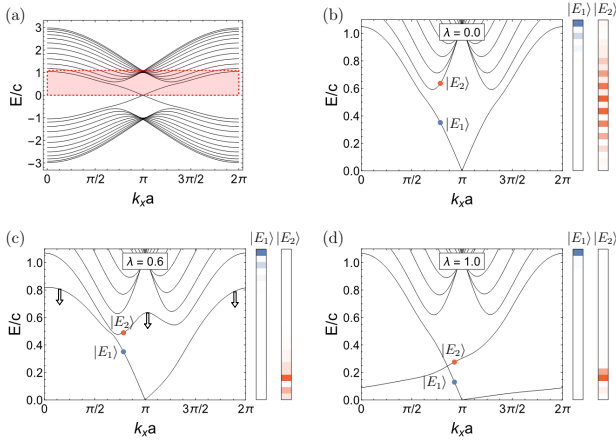 (a)
E/c
3
2
1
0
-1
-2
-3
0 π/2 π 3π/2 2π
kₓa
(b)
E/c
1.0
0.8
0.6
0.4
0.2
0.0
λ = 0.0
|E₂⟩
|E₁⟩
0 π/2 π 3π/2 2π
kₓa
|E₁⟩ |E₂⟩
(c)
E/c
1.0
0.8
0.6
0.4
0.2
0.0
λ = 0.6
|E₂⟩
|E₁⟩
0 π/2 π 3π/2 2π
kₓa
|E₁⟩ |E₂⟩
(d)
E/c
1.0
0.8
0.6
0.4
0.2
0.0
λ = 1.0
|E₂⟩
|E₁⟩
0 π/2 π 3π/2 2π
kₓa
|E₁⟩ |E₂⟩